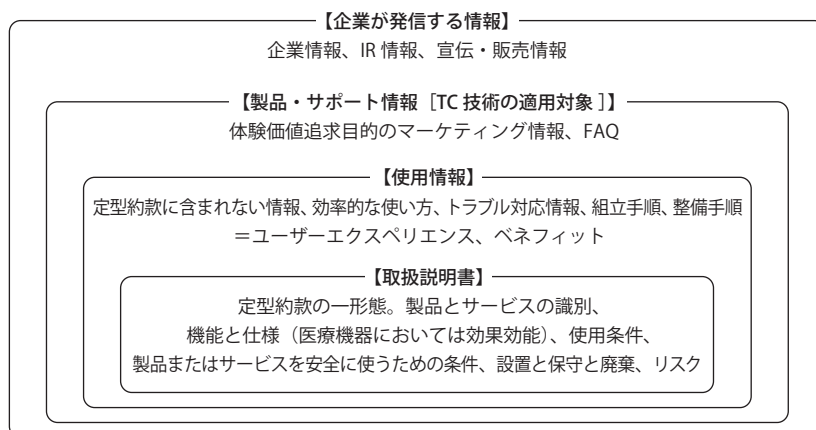 【企業が発信する情報】
企業情報、IR 情報、宣伝・販売情報
【製品・サポート情報［TC 技術の適用対象 ］】
体験価値追求目的のマーケティング情報、FAQ
【使用情報】
定型約款に含まれない情報、効率的な使い方、トラブル対応情報、組立手順、整備手順
＝ユーザーエクスペリエンス、ベネフィット
【取扱説明書】
定型約款の一形態。製品とサービスの識別、
機能と仕様（医療機器においては効果効能）、使用条件、
製品またはサービスを安全に使うための条件、設置と保守と廃棄、リスク